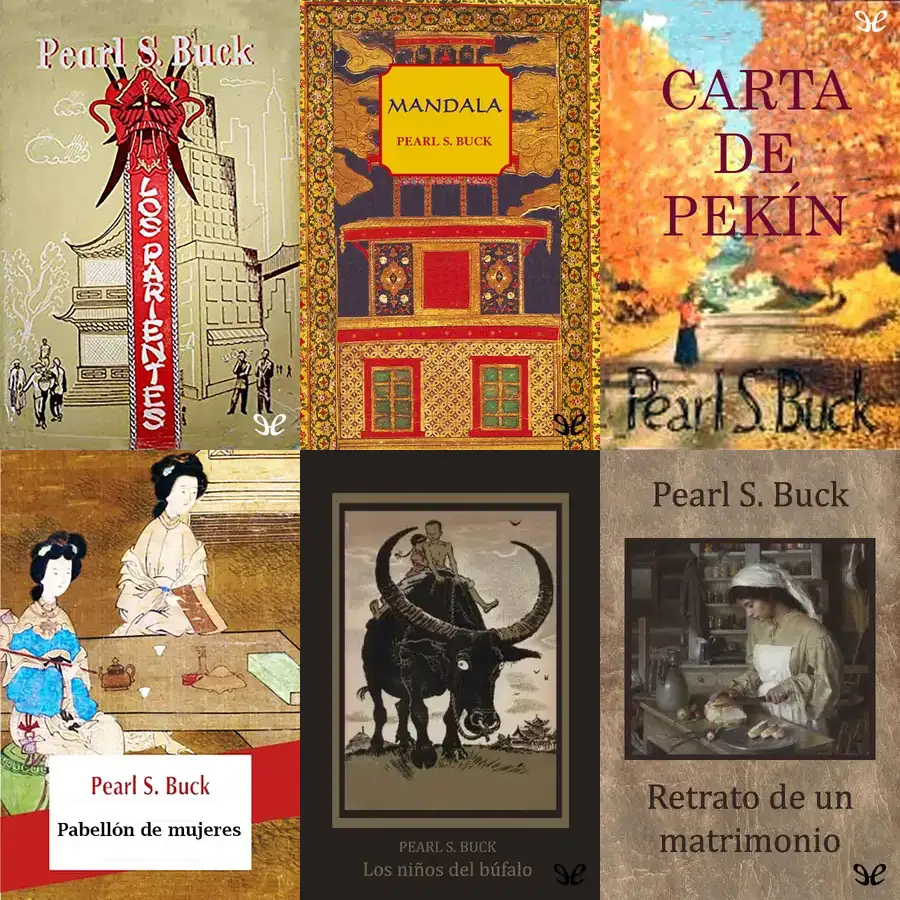 Pearl S. Buck
LOS PARIENTES
MANDALA
PEARL S. BUCK
CARTA
DE
PEKÍN
Pearl S. Buck
Pearl S. Buck
Pabellón de mujeres
PEARL S. BUCK
Los niños del búfalo
Pearl S. Buck
Retrato de un
matrimonio